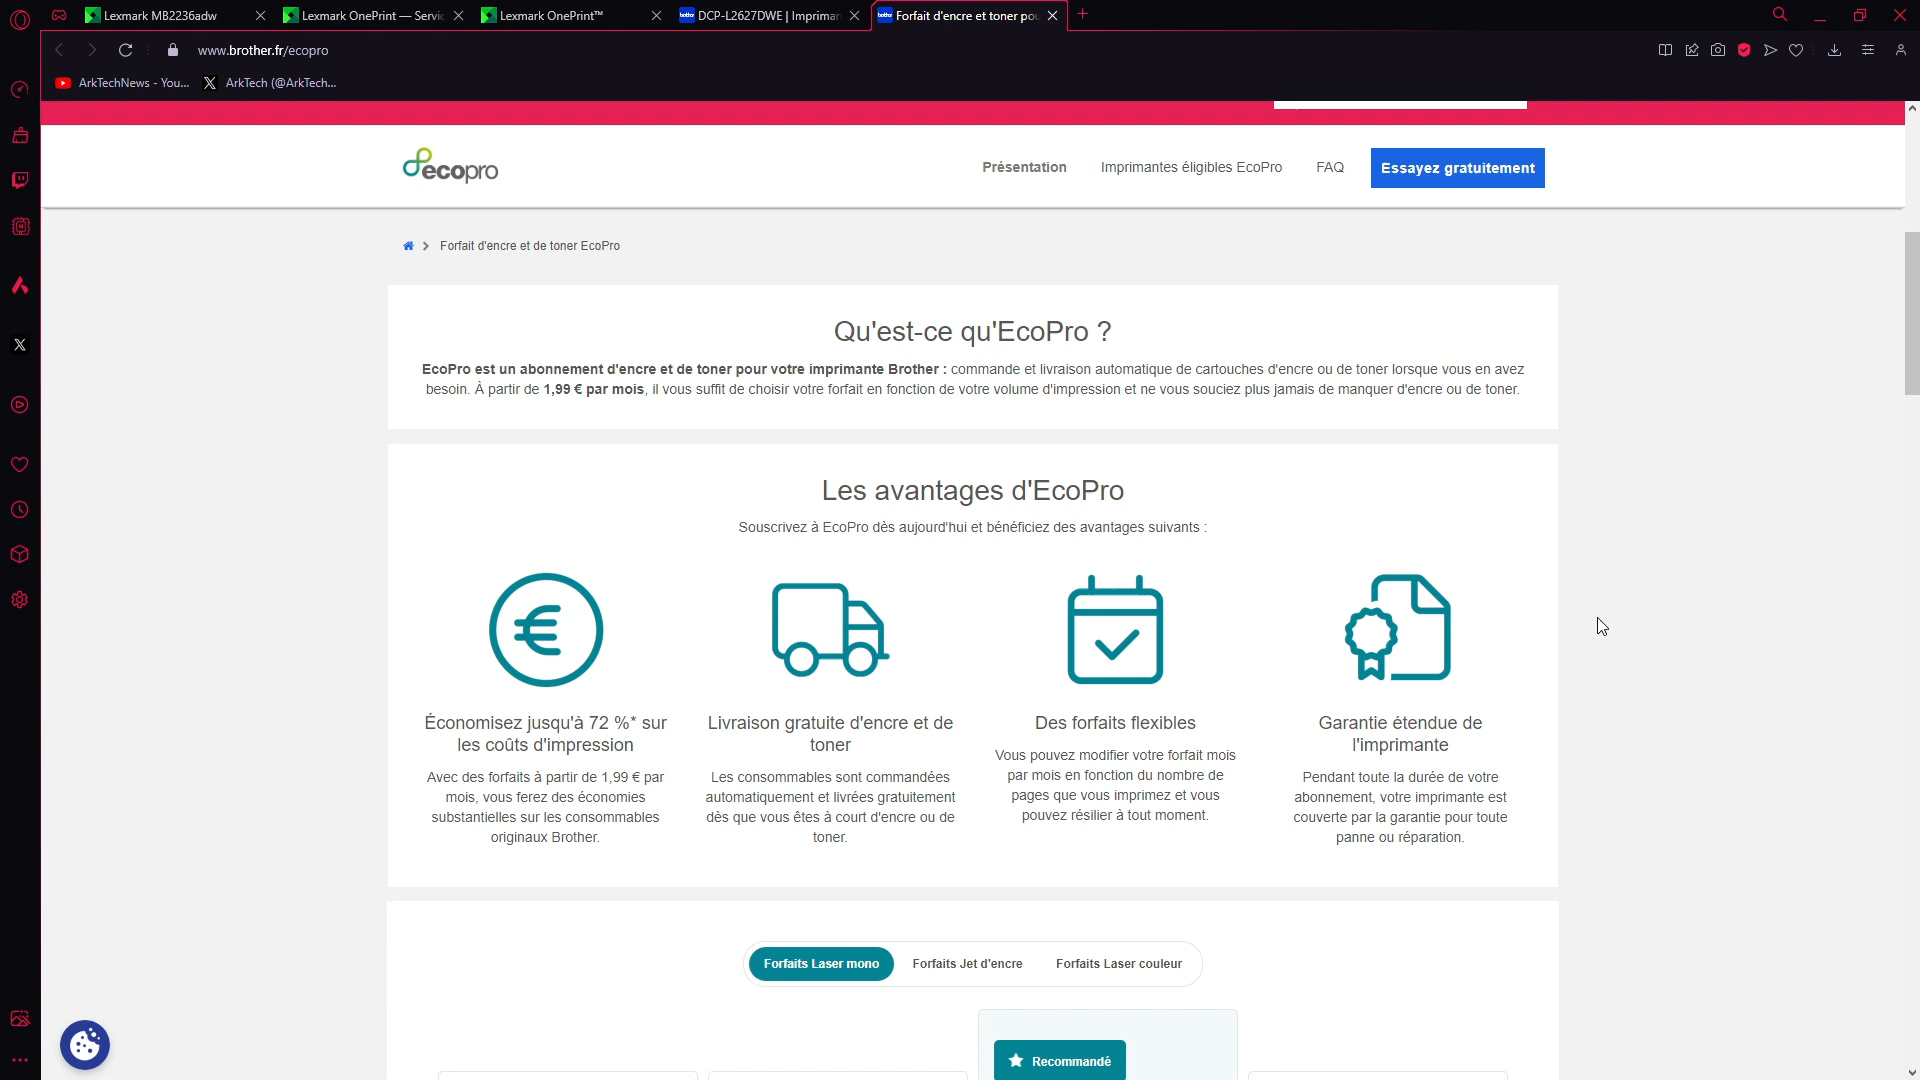 Lexmark MB2236adw
Lexmark OnePrint — Servic
Lexmark OnePrint™
DCP-L2627DWE | Impriman
Forfait d'encre et toner pou
www.brother.fr/ecopro
ArkTechNews - You...
ArkTech (@ArkTech...
ecopro
Présentation
Imprimantes éligibles EcoPro
FAQ
Essayez gratuitement
Forfait d'encre et de toner EcoPro
Qu'est-ce qu'EcoPro ?
EcoPro est un abonnement d'encre et de toner pour votre imprimante Brother : commande et livraison automatique de cartouches d'encre ou de toner lorsque vous en avez
besoin. À partir de 1,99 € par mois, il vous suffit de choisir votre forfait en fonction de votre volume d'impression et ne vous souciez plus jamais de manquer d'encre ou de toner.
Les avantages d'EcoPro
Souscrivez à EcoPro dès aujourd'hui et bénéficiez des avantages suivants :
Économisez jusqu'à 72 %* sur
les coûts d'impression
Avec des forfaits à partir de 1,99 € par
mois, vous ferez des économies
substantielles sur les consommables
originaux Brother.
Livraison gratuite d'encre et de
toner
Les consommables sont commandées
automatiquement et livrées gratuitement
dès que vous êtes à court d'encre ou de
toner.
Des forfaits flexibles
Vous pouvez modifier votre forfait mois
par mois en fonction du nombre de
pages que vous imprimez et vous
pouvez résilier à tout moment.
Garantie étendue de
l'imprimante
Pendant toute la durée de votre
abonnement, votre imprimante est
couverte par la garantie pour toute
panne ou réparation.
Forfaits Laser mono
Forfaits Jet d'encre
Forfaits Laser couleur
Recommandé